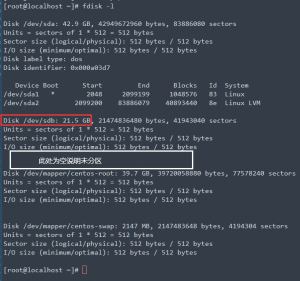 [root@localhost ~]# fdisk -l
Disk /dev/sda: 42.9 GB, 42949672960 bytes, 83886080 sectors
Units = sectors of 1 * 512 = 512 bytes
Sector size (logical/physical): 512 bytes / 512 bytes
I/O size (minimum/optimal): 512 bytes / 512 bytes
Disk label type: dos
Disk identifier: 0x000a03d7
Device Boot Start End Blocks Id System
/dev/sda1 * 2048 2099199 1048576 83 Linux
/dev/sda2 2099200 83886079 40893440 8e Linux LVM
Disk /dev/sdb: 21.5 GB, 21474836480 bytes, 41943040 sectors
Units = sectors of 1 * 512 = 512 bytes
Sector size (logical/physical): 512 bytes / 512 bytes
I/O size (minimum/optimal): 512 bytes / 512 bytes
此处为空说明未分区
Disk /dev/mapper/centos-root: 39.7 GB, 39720058880 bytes, 77578240 sectors
Units = sectors of 1 * 512 = 512 bytes
Sector size (logical/physical): 512 bytes / 512 bytes
I/O size (minimum/optimal): 512 bytes / 512 bytes
Disk /dev/mapper/centos-swap: 2147 MB, 2147483648 bytes, 4194304 sectors
Units = sectors of 1 * 512 = 512 bytes
Sector size (logical/physical): 512 bytes / 512 bytes
I/O size (minimum/optimal): 512 bytes / 512 bytes
[root@localhost ~]#